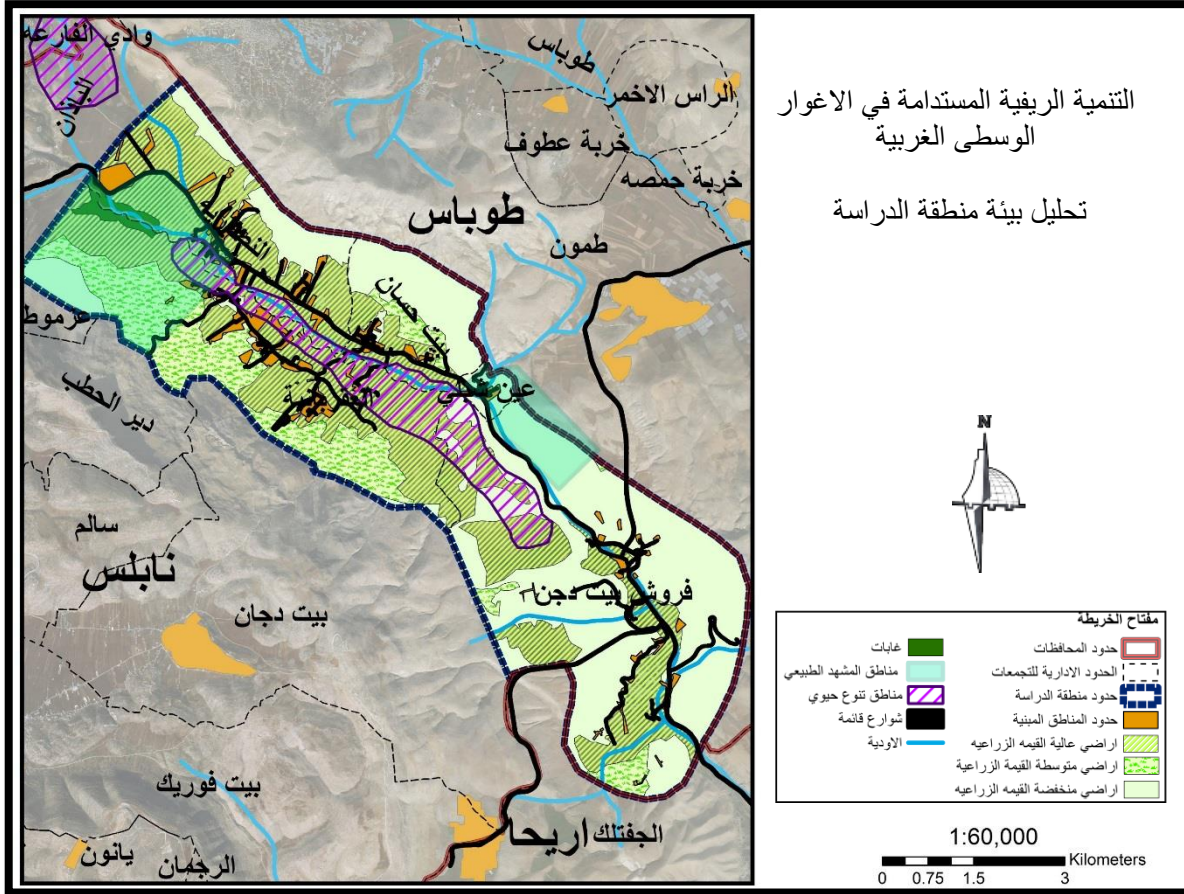 التنمية الريفية المستدامة في الاغوار
الوسطى الغربية
تحليل بيئة منطقة الدراسة
وادي الفارعه
الباذان
طوباس
الراس الاخمر
خربة عطوف
خربة حمصه
طوباس
طمون
النصاريه
بيت حسان
عين شبلي
دير الحطب
سالم
نابلس
بيت دجان
فروش بيت دجن
بيت فوريك
يانون
الرجمان
الجفتلك
اريحا
N
مفتاح الخريطة
حدود المحافظات
الحدود الادارية للتجمعات
حدود منطقة الدراسة
حدود المناطق المبنية
اراضي عالية القيمه الزراعيه
اراضي متوسطة القيمة الزراعية
اراضي منخفضة القيمه الزراعيه
غابات
مناطق المشهد الطبيعي
مناطق تنوع حيوي
شوارع قائمة
الاودية
1:60,000
Kilometers
0 0.75 1.5 3